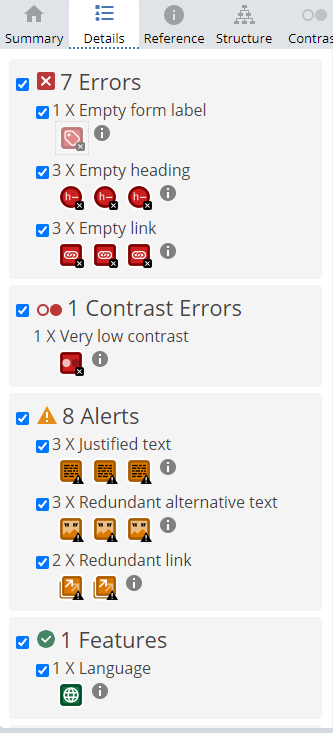 Summary Details Reference Structure Contras
7 Errors
1 X Empty form label
3 X Empty heading
h– h– h–
3 X Empty link
1 Contrast Errors
1 X Very low contrast
8 Alerts
3 X Justified text
3 X Redundant alternative text
2 X Redundant link
1 Features
1 X Language